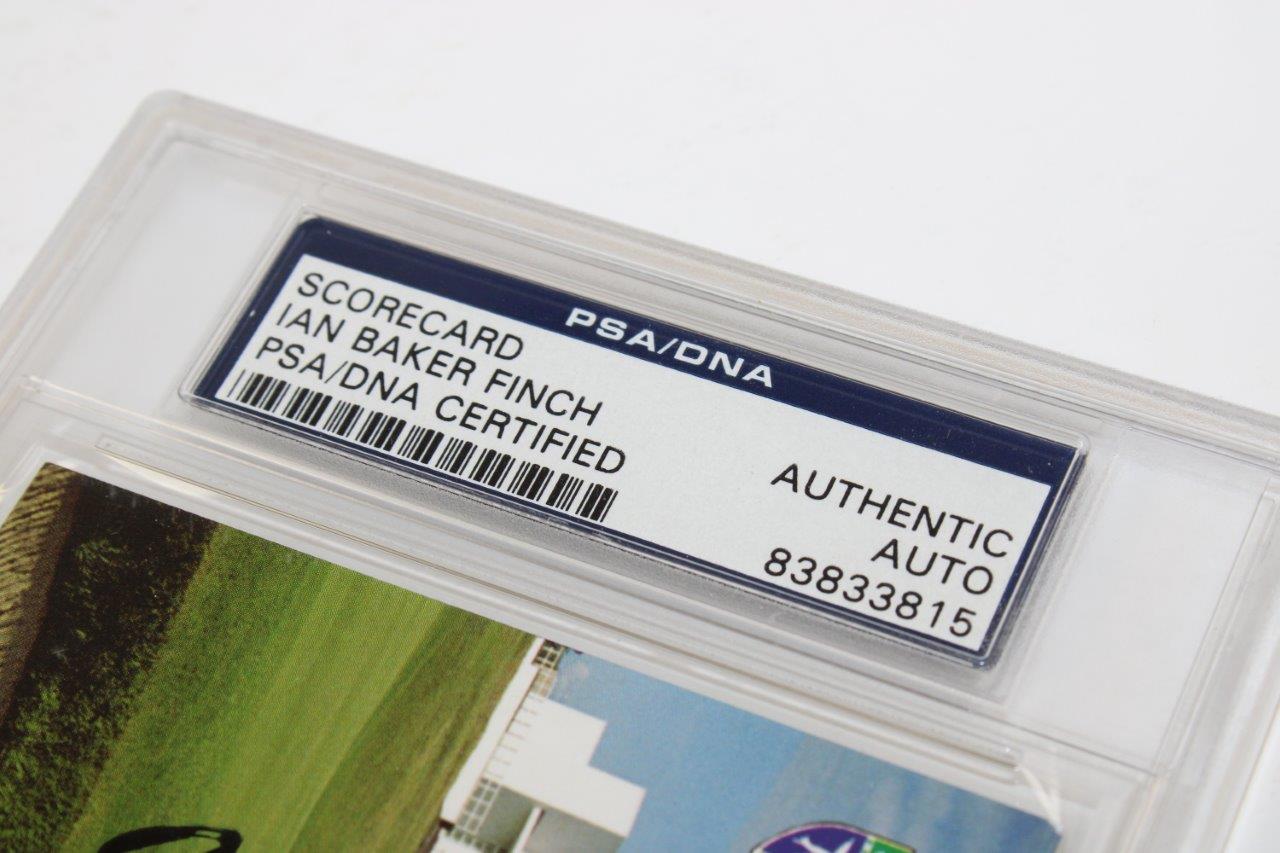 PSA/DNA
SCORECARD
IAN BAKER FINCH
PSA/DNA CERTIFIED
AUTHENTIC
AUTO
83833815